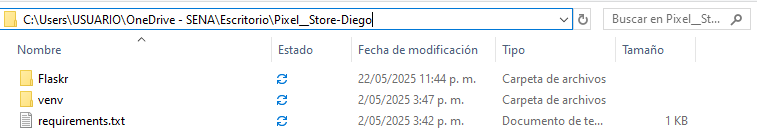 C:\Users\USUARIO\OneDrive - SENA\Escritorio\Pixel__Store-Diego Buscar en Pixel__St...
Nombre Estado Fecha de modificación Tipo Tamaño
Flaskr 22/05/2025 11:44 p. m. Carpeta de archivos
venv 2/05/2025 3:47 p. m. Carpeta de archivos
requirements.txt 2/05/2025 3:42 p. m. Documento de te... 1 KB